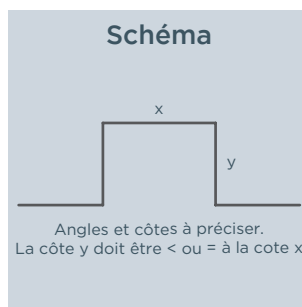 Schéma
x
y
Angles et côtes à préciser.
La côte y doit être < ou = à la cote x